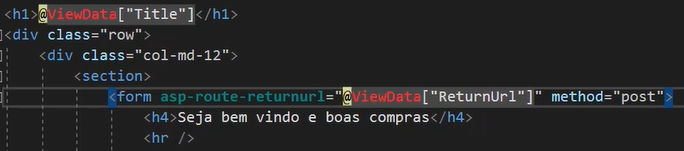 <h1>@ViewData["Title"]</h1>
<div class="row">
<div class="col-md-12">
<section>
<form asp-route-returnurl="@ViewData["ReturnUrl"]" method="post">
<h4>Seja bem vindo e boas compras</h4>
<hr />